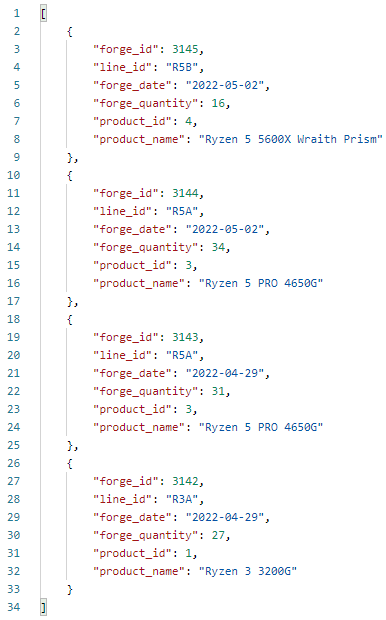 1 [
2 {
3 "forge_id": 3145,
4 "line_id": "R5B",
5 "forge_date": "2022-05-02",
6 "forge_quantity": 16,
7 "product_id": 4,
8 "product_name": "Ryzen 5 5600X Wraith Prism"
9 },
10 {
11 "forge_id": 3144,
12 "line_id": "R5A",
13 "forge_date": "2022-05-02",
14 "forge_quantity": 34,
15 "product_id": 3,
16 "product_name": "Ryzen 5 PRO 4650G"
17 },
18 {
19 "forge_id": 3143,
20 "line_id": "R5A",
21 "forge_date": "2022-04-29",
22 "forge_quantity": 31,
23 "product_id": 3,
24 "product_name": "Ryzen 5 PRO 4650G"
25 },
26 {
27 "forge_id": 3142,
28 "line_id": "R3A",
29 "forge_date": "2022-04-29",
30 "forge_quantity": 27,
31 "product_id": 1,
32 "product_name": "Ryzen 3 3200G"
33 }
34 ]